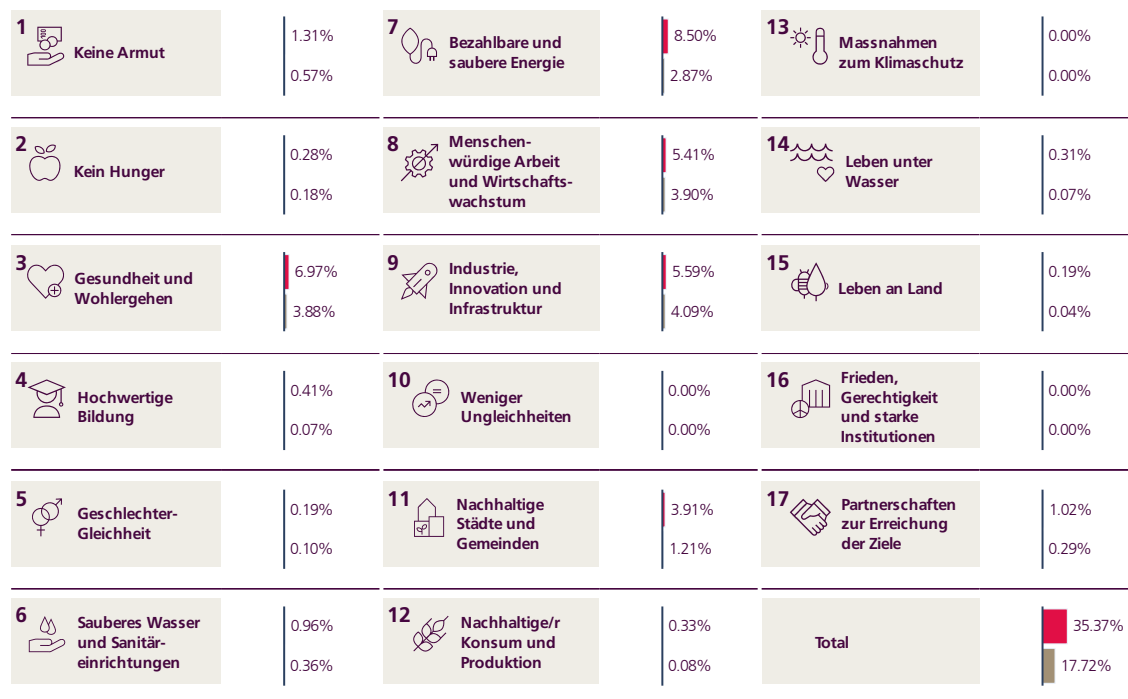 1
Keine Armut
1.31%
0.57%
2
Kein Hunger
0.28%
0.18%
3
Gesundheit und
Wohlergehen
6.97%
3.88%
4
Hochwertige
Bildung
0.41%
0.07%
5
Geschlechter-
Gleichheit
0.19%
0.10%
6
Sauberes Wasser
und Sanitär-
einrichtungen
0.96%
0.36%
7
Bezahlbare und
saubere Energie
8.50%
2.87%
8
Menschen-
würdige Arbeit
und Wirtschafts-
wachstum
5.41%
3.90%
9
Industrie,
Innovation und
Infrastruktur
5.59%
4.09%
10
Weniger
Ungleichheiten
0.00%
0.00%
11
Nachhaltige
Städte und
Gemeinden
3.91%
1.21%
12
Nachhaltige/r
Konsum und
Produktion
0.33%
0.08%
13
Massnahmen
zum Klimaschutz
0.00%
0.00%
14
Leben unter
Wasser
0.31%
0.07%
15
Leben an Land
0.19%
0.04%
16
Frieden,
Gerechtigkeit
und starke
Institutionen
0.00%
0.00%
17
Partnerschaften
zur Erreichung
der Ziele
1.02%
0.29%
Total
35.37%
17.72%